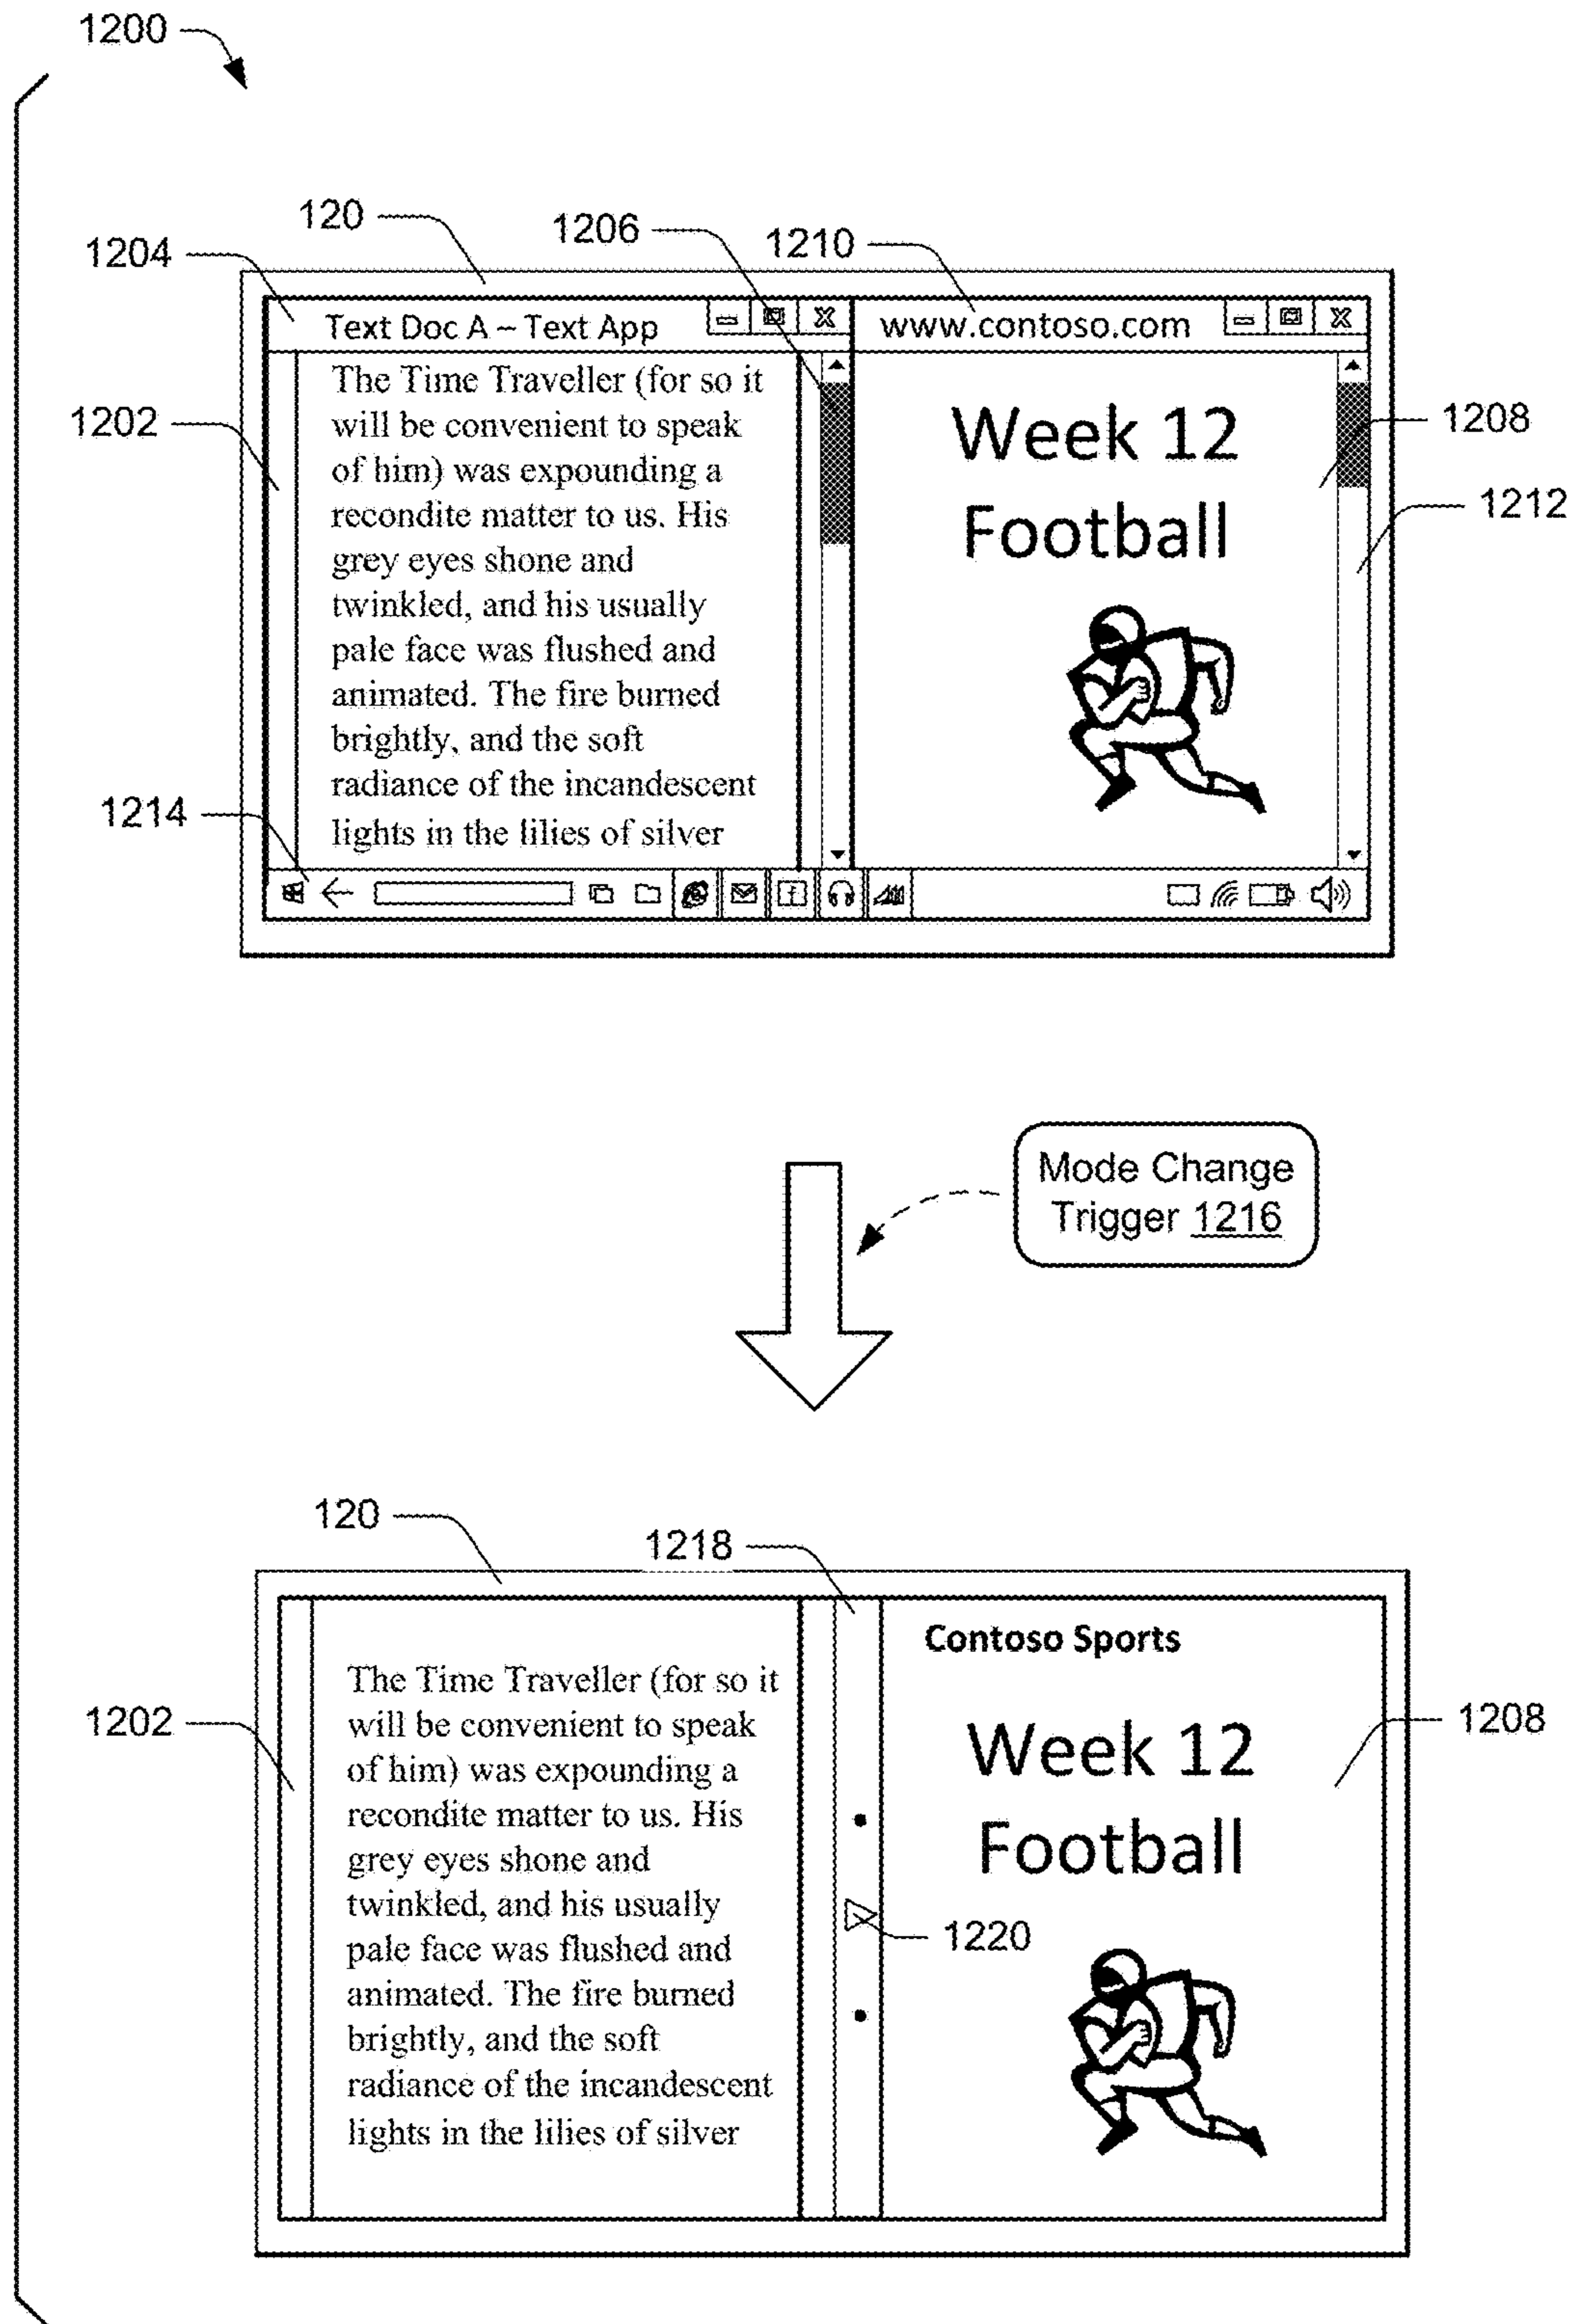 1200
120
1206
1210
1204
Text Doc A – Text App
www.contoso.com
The Time Traveller (for so it
will be convenient to speak
of him) was expounding a
recondite matter to us. His
grey eyes shone and
twinkled, and his usually
pale face was flushed and
animated. The fire burned
brightly, and the soft
radiance of the incandescent
lights in the lilies of silver
Week 12
Football
1202
1208
1212
1214
Mode Change
Trigger 1216
120
1218
Contoso Sports
The Time Traveller (for so it
will be convenient to speak
of him) was expounding a
recondite matter to us. His
grey eyes shone and
twinkled, and his usually
pale face was flushed and
animated. The fire burned
brightly, and the soft
radiance of the incandescent
lights in the lilies of silver
Week 12
Football
1202
1208
1220